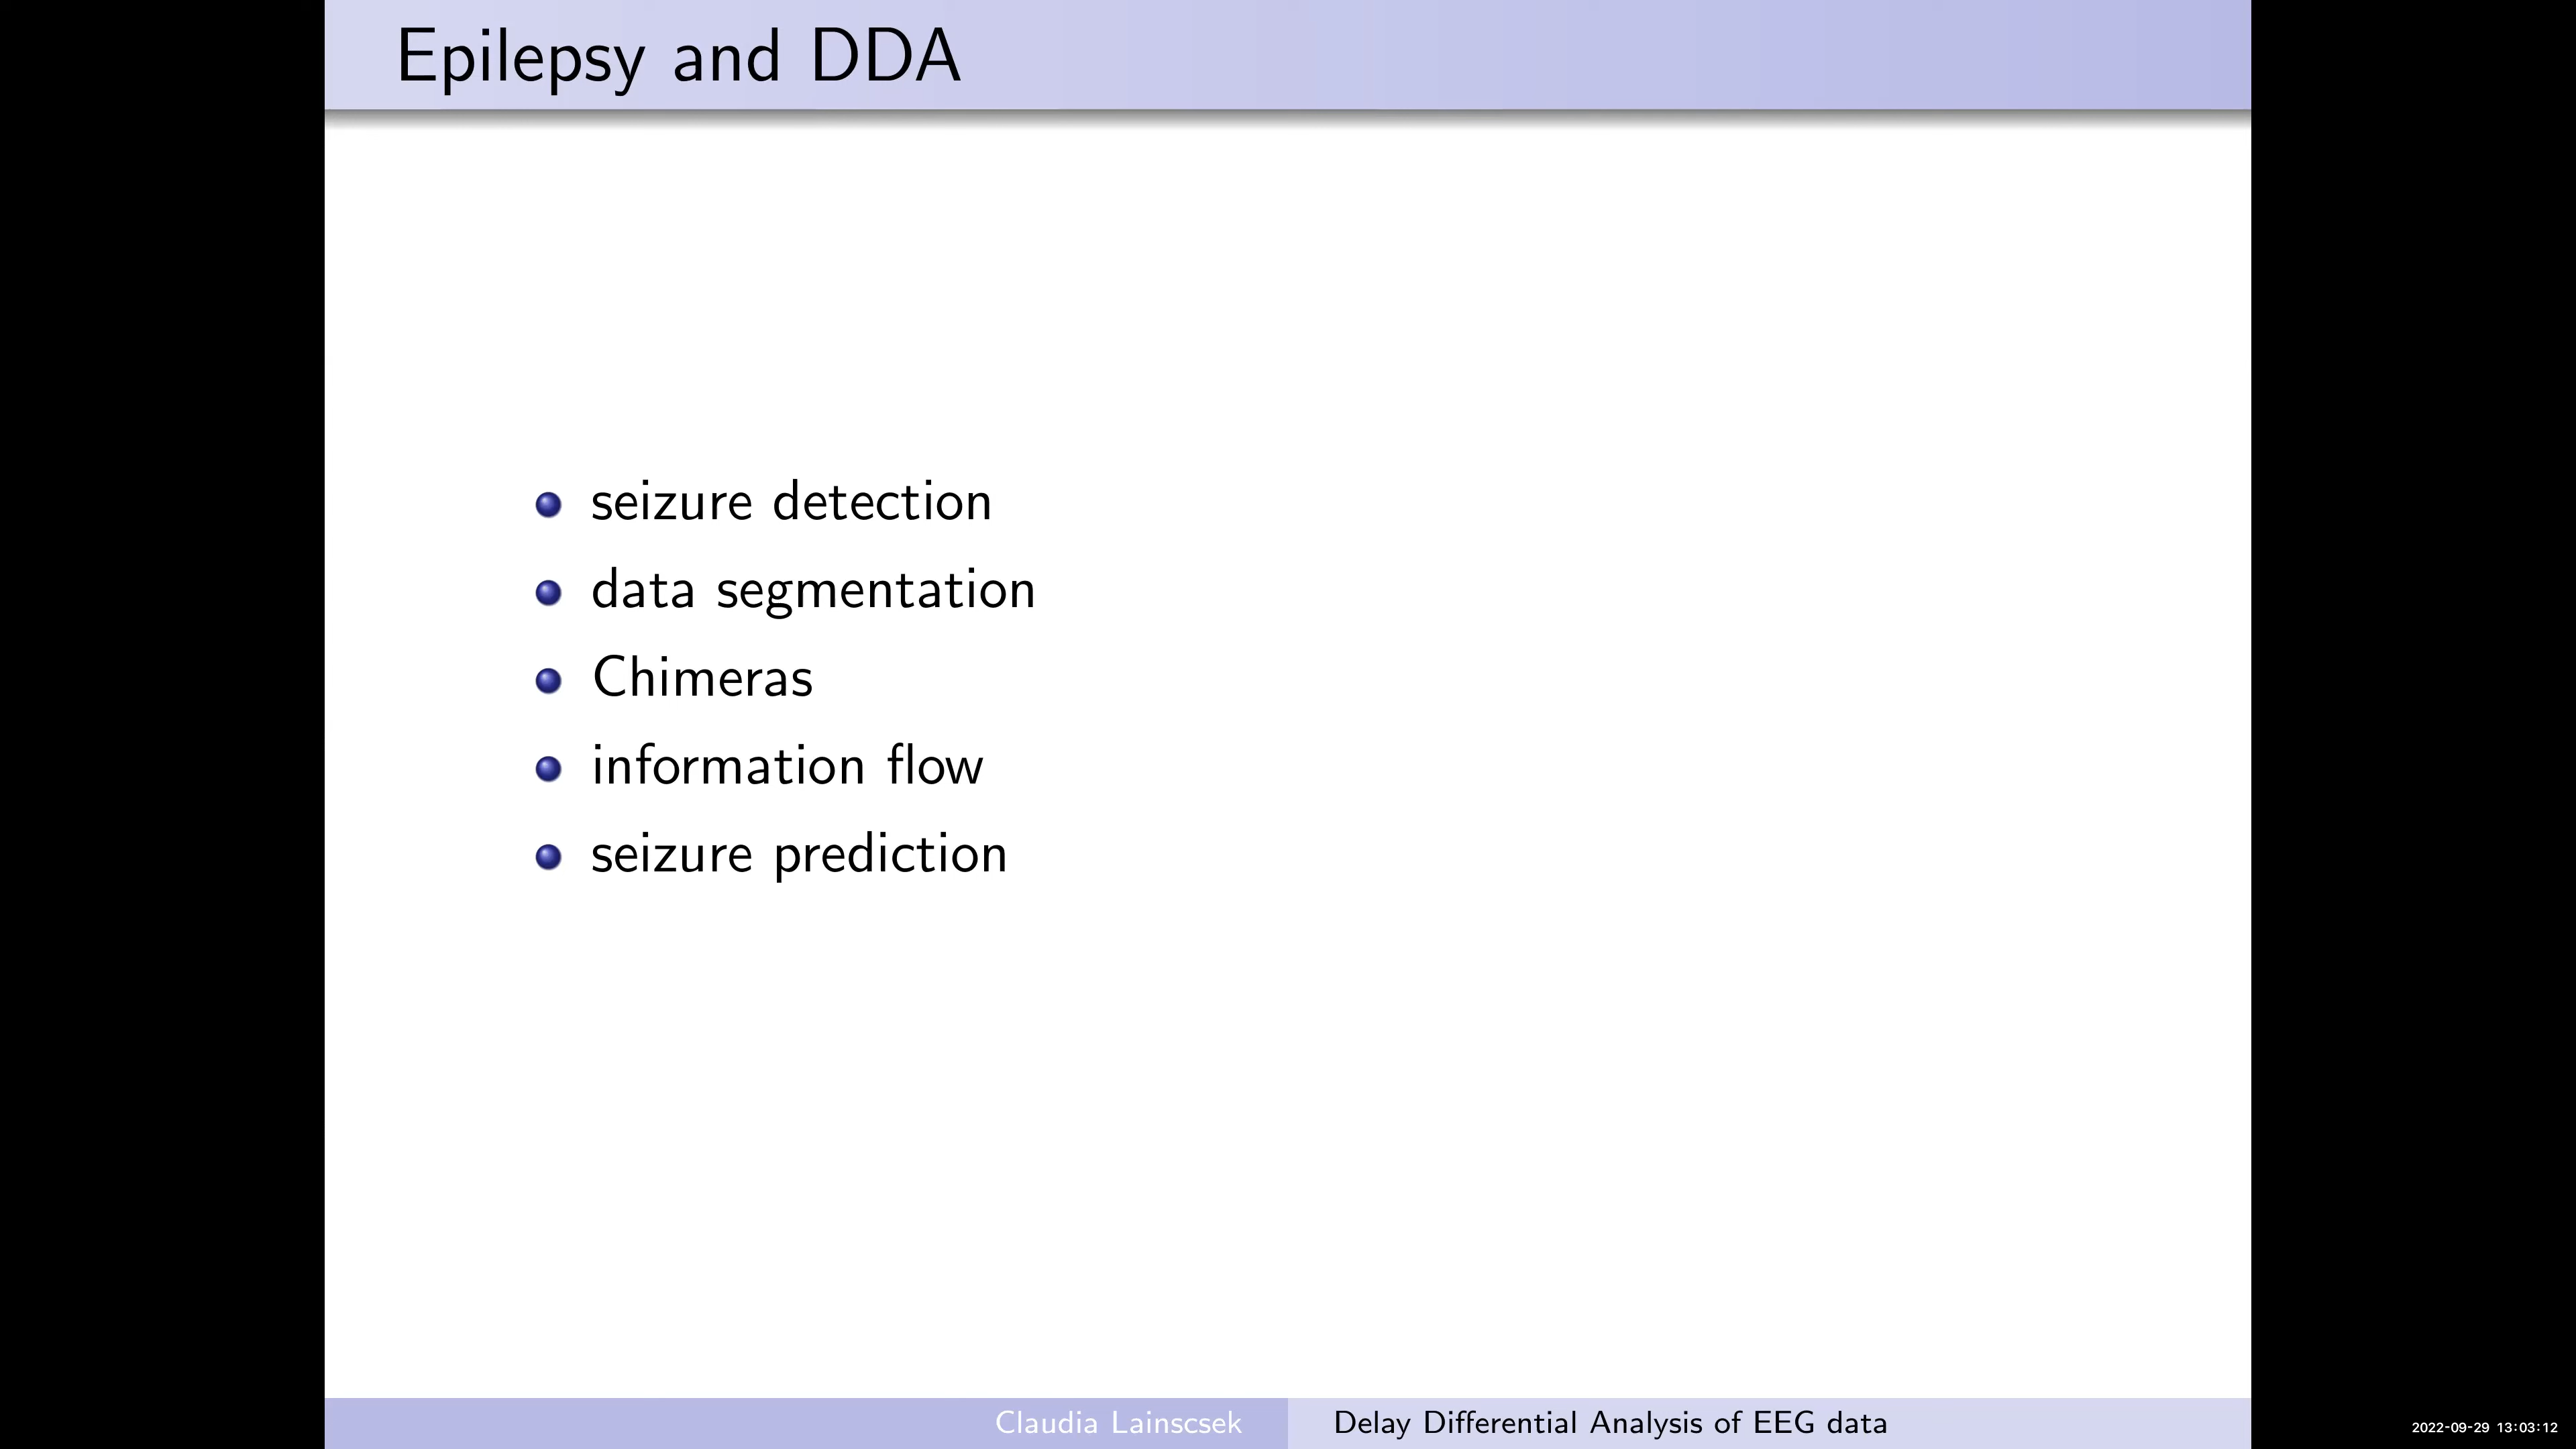 Epilepsy and DDA
seizure detection
data segmentation
Chimeras
information flow
seizure prediction
Claudia Lainscsek
Delay Differential Analysis of EEG data
2022-09-29 13:03:12